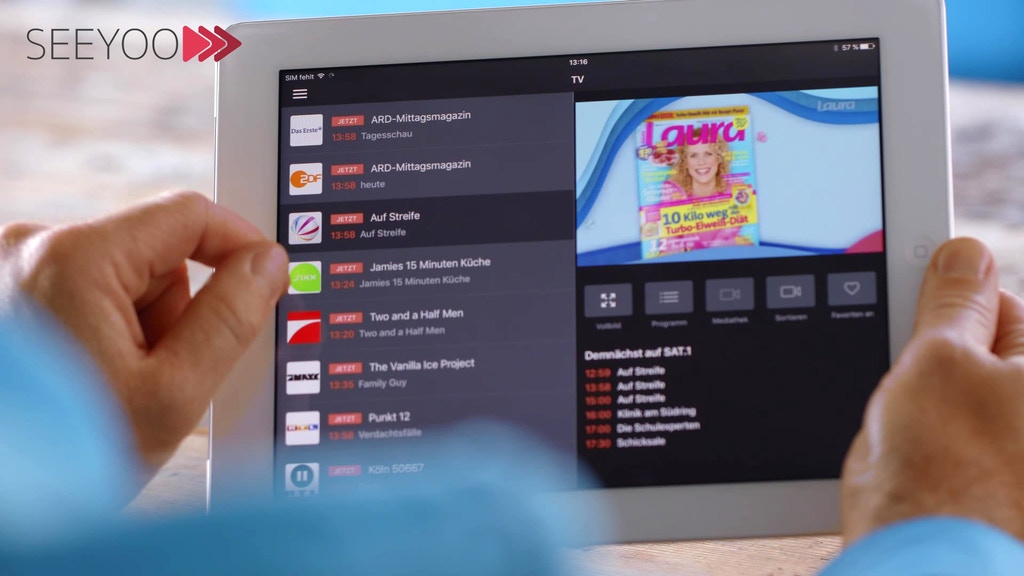 SEEYOO
SIM fehlt
13:16
57 %
TV
Das Erste
JETZT ARD-Mittagsmagazin
13:58 Tagesschau
ZDF
JETZT ARD-Mittagsmagazin
13:58 heute
JETZT Auf Streife
13:58 Auf Streife
sixx
JETZT Jamies 15 Minuten Küche
13:24 Jamies 15 Minuten Küche
JETZT Two and a Half Men
13:20 Two and a Half Men
MAXX
JETZT The Vanilla Ice Project
13:35 Family Guy
RTL
JETZT Punkt 12
13:58 Verdachtsfälle
JETZT Köln 50667
Laura
Laura
10 Kilo weg
Turbo-Eiweiß-Diät
12
Vollbild
Programm
Mediathek
Sortieren
Favoriten an
Demnächst auf SAT.1
12:59 Auf Streife
13:58 Auf Streife
15:00 Auf Streife
16:00 Klinik am Südring
17:00 Die Schulexperten
17:30 Schicksale